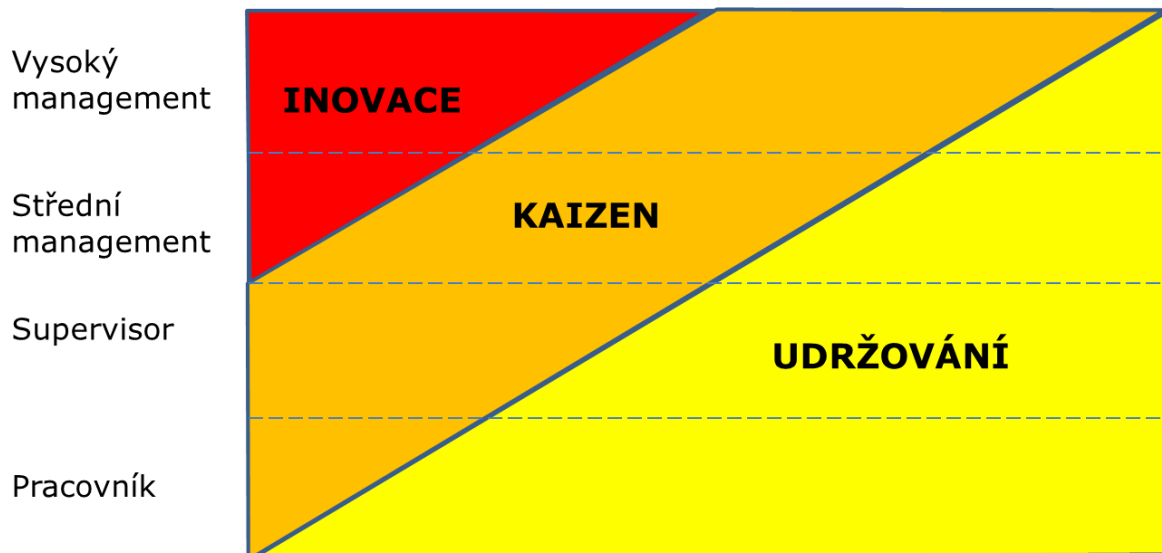 Vysoký
management
INOVACE
Střední
management
KAIZEN
Supervisor
UDRŽOVÁNÍ
Pracovník